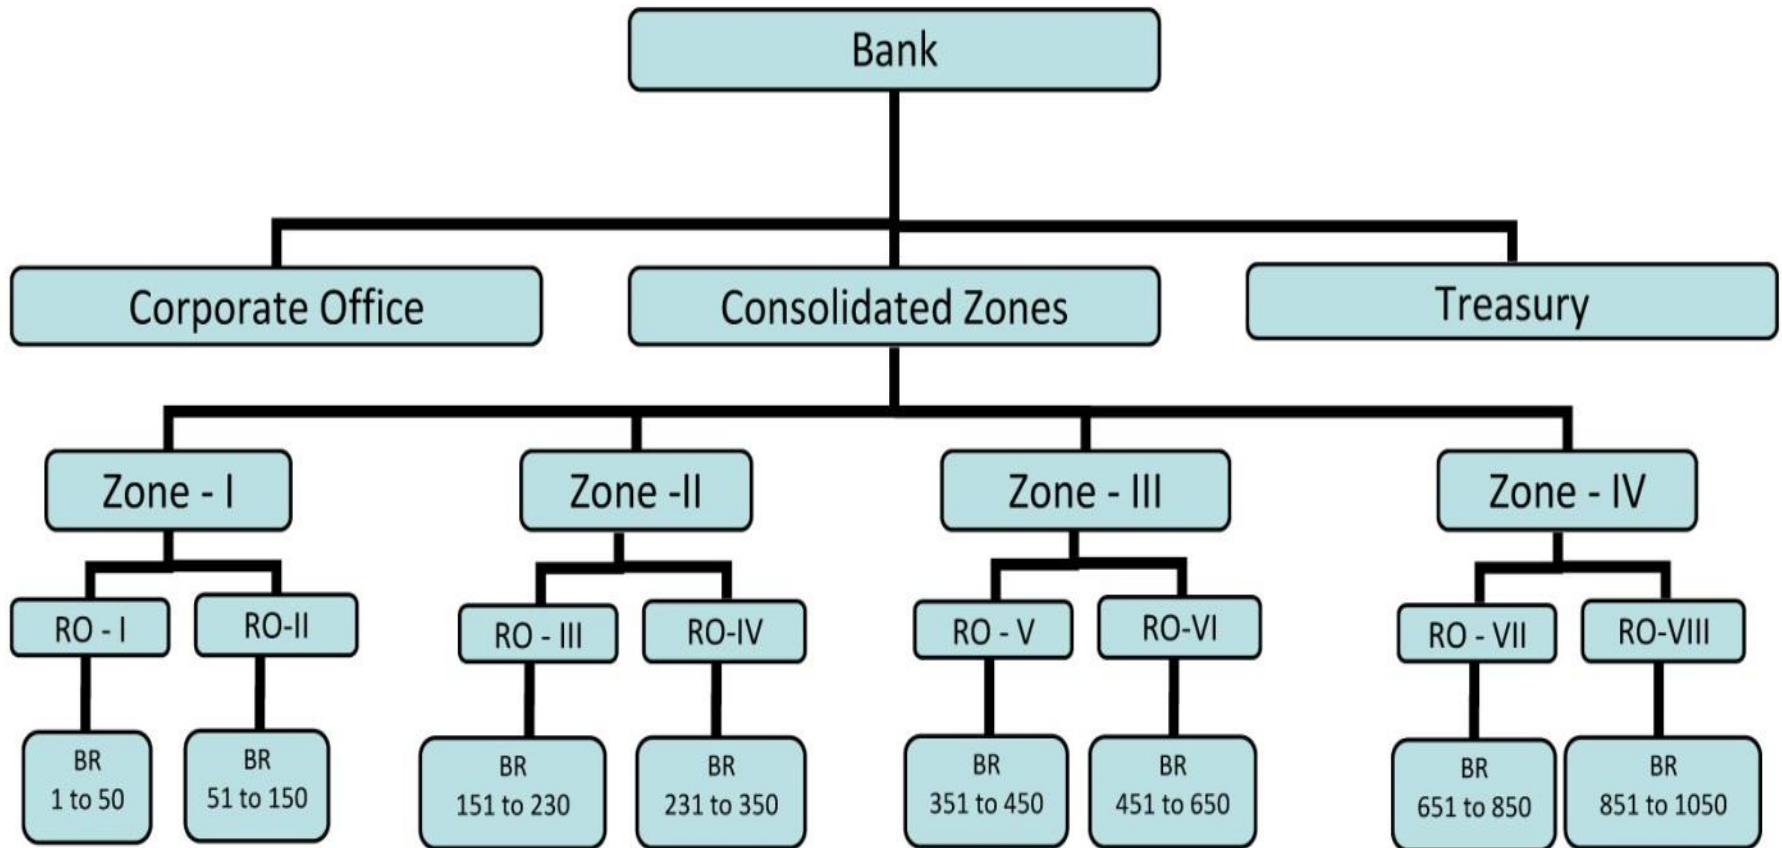 Bank
Corporate Office
Consolidated Zones
Treasury
Zone - I
Zone -II
Zone - III
Zone - IV
RO - I
RO-II
RO - III
RO-IV
RO - V
RO-VI
RO - VII
RO-VIII
BR
1 to 50
BR
51 to 150
BR
151 to 230
BR
231 to 350
BR
351 to 450
BR
451 to 650
BR
651 to 850
BR
851 to 1050